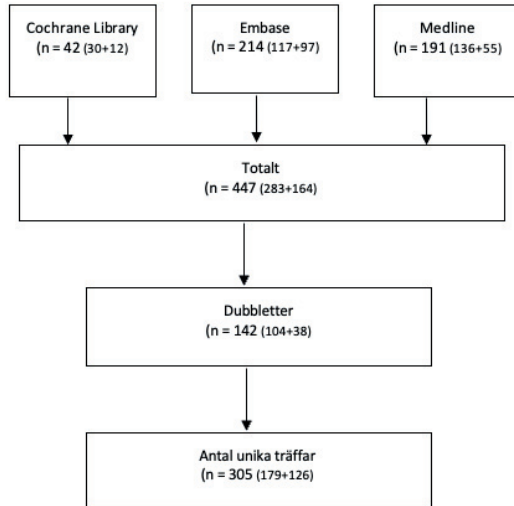 Cochrane Library
(n = 42 (30+12)
Embase
(n = 214 (117+97)
Medline
(n = 191 (136+55)
Totalt
(n = 447 (283+164)
Dubbletter
(n = 142 (104+38)
Antal unika träffar
(n = 305 (179+126)